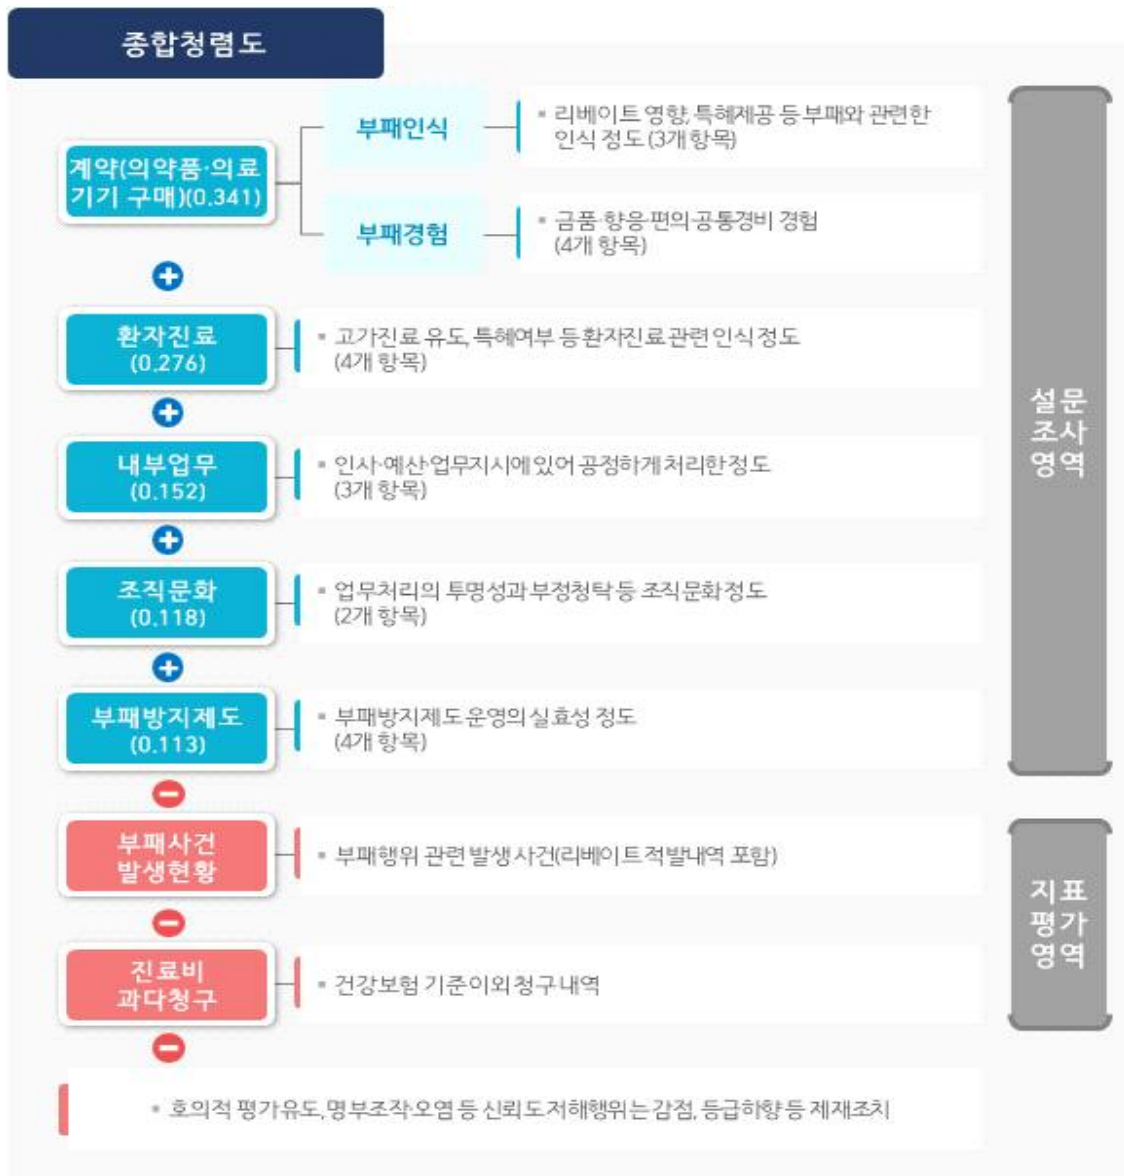 종합청렴도
계약(의약품·의료
기기 구매)(0.341)
부패인식
▪ 리베이트 영향, 특혜제공 등 부패와 관련한
인식 정도 (3개 항목)
부패경험
▪ 금품·향응·편의·공통경비 경험
(4개 항목)
환자진료
(0.276)
▪ 고가진료 유도, 특혜여부 등 환자진료 관련 인식 정도
(4개 항목)
내부업무
(0.152)
▪ 인사·예산·업무지시에 있어 공정하게 처리한 정도
(3개 항목)
조직문화
(0.118)
▪ 업무처리의 투명성과 부정청탁 등 조직문화 정도
(2개 항목)
부패방지제도
(0.113)
▪ 부패방지제도 운영의 실효성 정도
(4개 항목)
설문
조사
영역
부패사건
발생현황
▪ 부패행위 관련 발생 사건(리베이트 적발내역 포함)
진료비
과다청구
▪ 건강보험 기준이외 청구 내역
지표
평가
영역
▪ 호의적 평가유도, 명부조작·오염 등 신뢰도 저해행위는 감점, 등급하향 등 제재조치